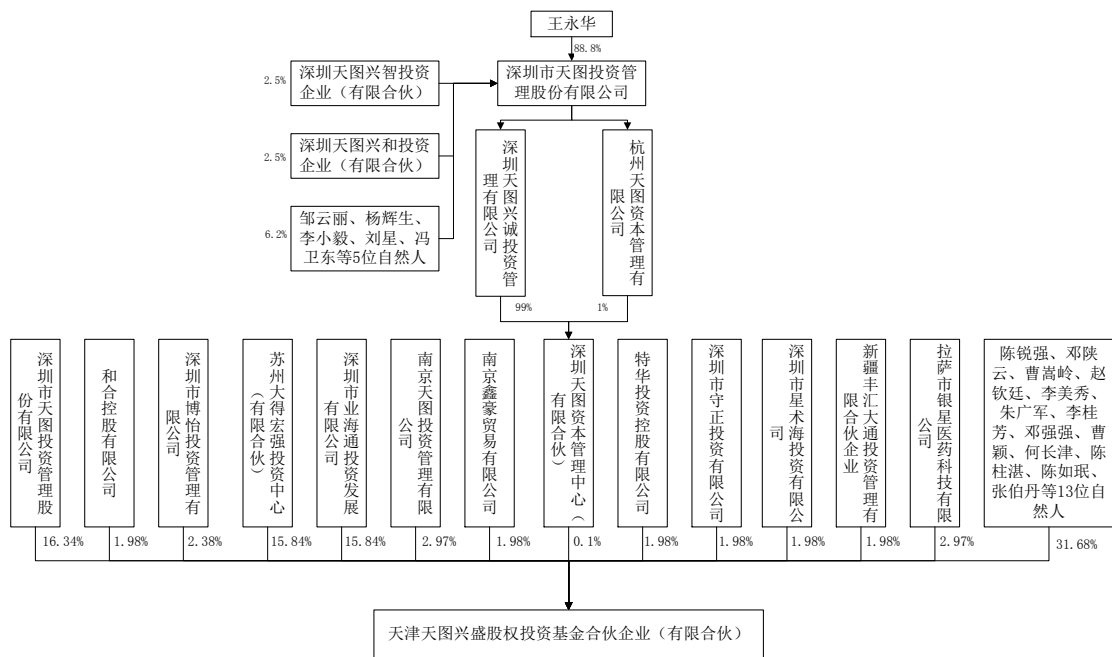 王永华
88.8%
深圳天图兴智投资
企业（有限合伙）
2.5%
深圳市天图投资管
理股份有限公司
深圳天图兴和投资
企业（有限合伙）
2.5%
邹云丽、杨辉生、
李小毅、刘星、冯
卫东等5位自然人
6.2%
深圳天图兴诚投资管
理有限公司
杭州天图资本管理有
限公司
99%
1%
深圳市天图投资管理股
份有限公司
和合控股有限公司
深圳市博怡投资管理有
限公司
苏州大得宏强投资中心
（有限合伙）
深圳市业海通投资发展
有限公司
南京天图投资管理有限
公司
南京鑫豪贸易有限公司
深圳天图资本管理中心（
有限合伙）
特华投资控股有限公司
深圳市守正投资有限公司
深圳市星术海投资有限公
司
新疆丰汇大通投资管理有
限合伙企业
拉萨市银星医药科技有限
公司
陈锐强、邓陕
云、曹嵩岭、赵
钦廷、李美秀、
朱广军、李桂
芳、邓强强、曹
颖、何长津、陈
柱湛、陈如珉、
张伯丹等13位自
然人
16.34%
1.98%
2.38%
15.84%
15.84%
2.97%
1.98%
0.1%
1.98%
1.98%
1.98%
1.98%
2.97%
31.68%
天津天图兴盛股权投资基金合伙企业（有限合伙）